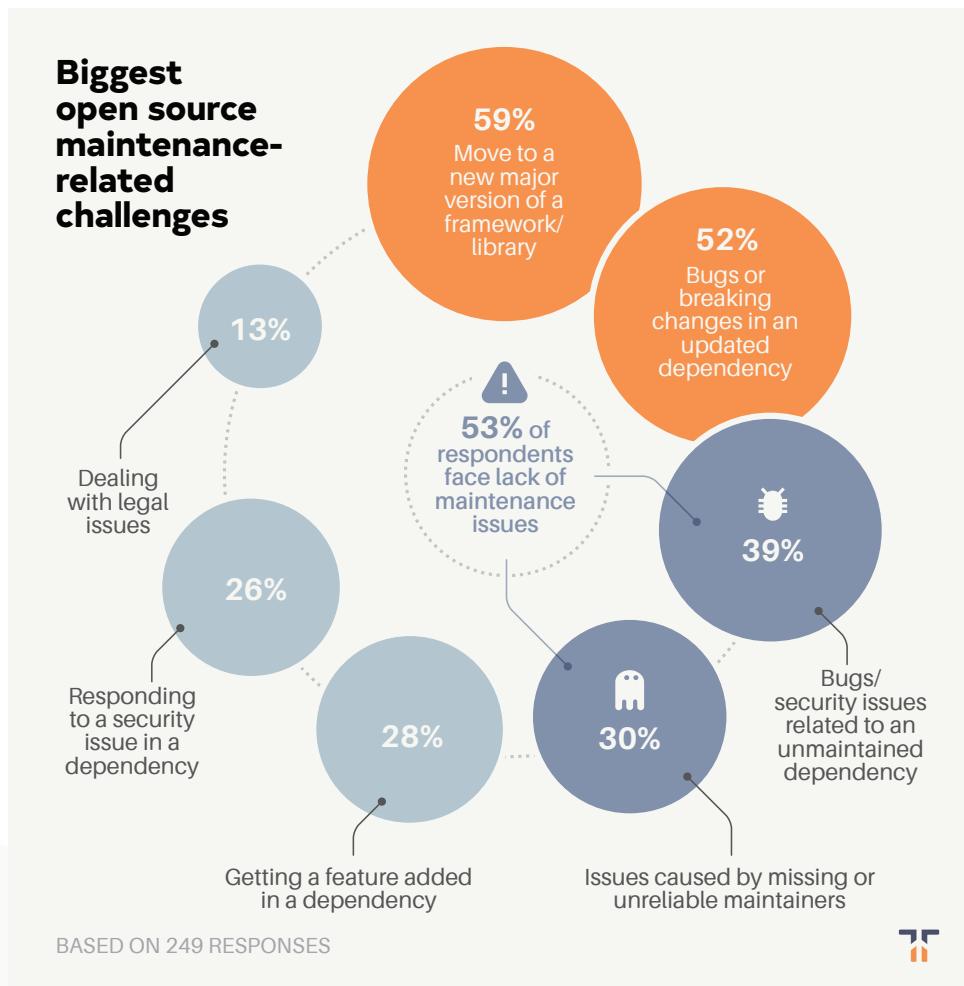 Biggest
open source
maintenance-
related
challenges
59%
Move to a
new major
version of a
framework/
library
52%
Bugs or
breaking
changes in an
updated
dependency
13%
Dealing
with legal
issues
53% of
respondents
face lack of
maintenance
issues
39%
Bugs/
security issues
related to an
unmaintained
dependency
26%
Responding
to a security
issue in a
dependency
28%
Getting a feature added
in a dependency
30%
Issues caused by missing or
unreliable maintainers
BASED ON 249 RESPONSES